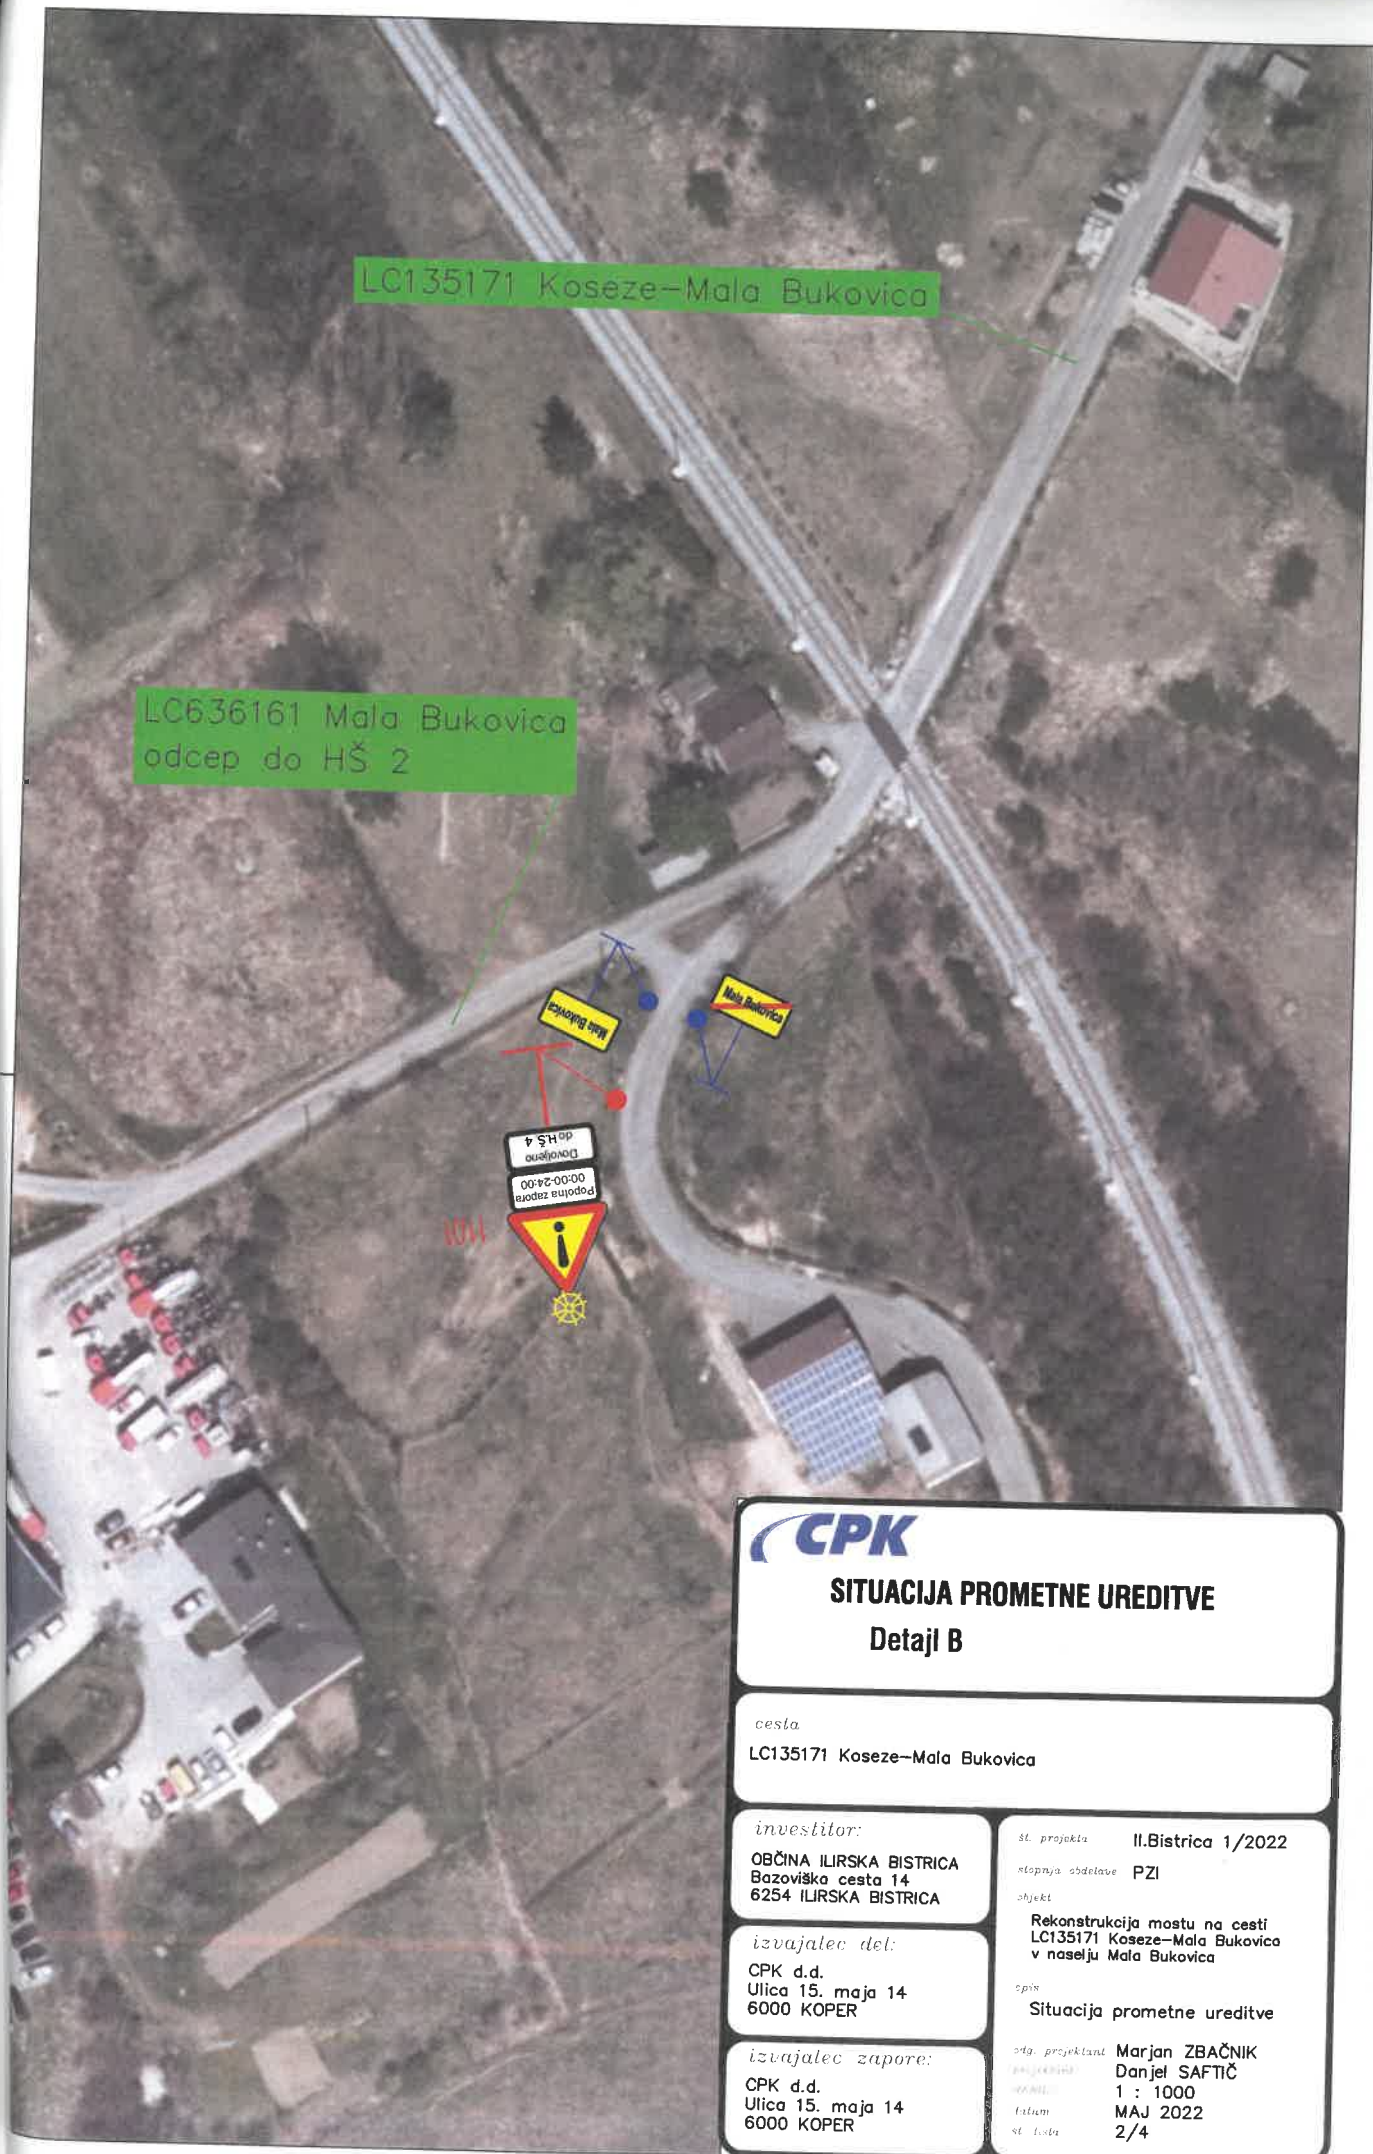 LC135171 Koseze-Mala Bukovica
LC636161 Mala Bukovica
odcep do HŠ 2
Mala Bukovica
Mala Bukovica
do H.Š 4
Dovoljeno
00:00-24:00
Popolna zapora
1101
CPK
SITUACIJA PROMETNE UREDITVE
Detajl B
cesta
LC135171 Koseze-Mala Bukovica
investitor:
OBČINA ILIRSKA BISTRICA
Bazoviška cesta 14
6254 ILIRSKA BISTRICA
izvajalec del:
CPK d.d.
Ulica 15. maja 14
6000 KOPER
izvajalec zapore:
CPK d.d.
Ulica 15. maja 14
6000 KOPER
št. projekta Il.Bistrica 1/2022
stopnja obdelave PZI
objekt
Rekonstrukcija mostu na cesti
LC135171 Koseze-Mala Bukovica
v naselju Mala Bukovica
opis
Situacija prometne ureditve
odg. projektant Marjan ZBAČNIK
Danjel SAFTIČ
1 : 1000
datum MAJ 2022
št. lista 2/4